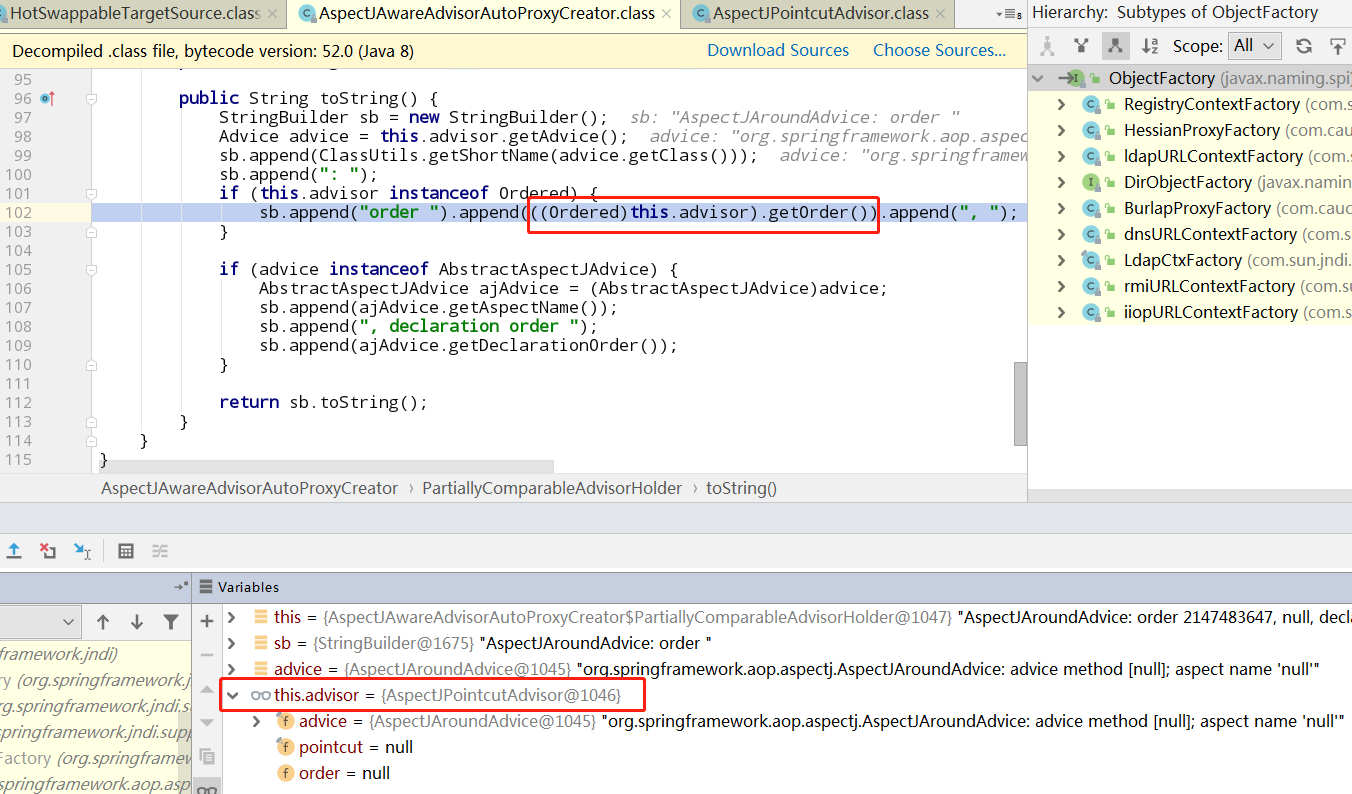 HotSwappableTargetSource.class
AspectJAwareAdvisorAutoProxyCreator.class
AspectJPointcutAdvisor.class
8
Hierarchy: Subtypes of ObjectFactory
Decompiled .class file, bytecode version: 52.0 (Java 8)
Download Sources
Choose Sources...
Scope: All
95
96 public String toString() {
97 StringBuilder sb = new StringBuilder(); sb: "AspectJAroundAdvice: order "
98 Advice advice = this.advisor.getAdvice(); advice: "org.springframework.aop.aspec
99 sb.append(ClassUtils.getShortName(advice.getClass())); advice: "org.springframew
100 sb.append(": ");
101 if (this.advisor instanceof Ordered) {
102 sb.append("order ").append(((Ordered)this.advisor).getOrder()).append(", ");
103 }
104
105 if (advice instanceof AbstractAspectJAdvice) {
106 AbstractAspectJAdvice ajAdvice = (AbstractAspectJAdvice)advice;
107 sb.append(ajAdvice.getAspectName());
108 sb.append(", declaration order ");
109 sb.append(ajAdvice.getDeclarationOrder());
110 }
111
112 return sb.toString();
113 }
114 }
115 }
ObjectFactory (javax.naming.spi)
RegistryContextFactory (com.s
HessianProxyFactory (com.cau
ldapURLContextFactory (com.s
DirObjectFactory (javax.namin
BurlapProxyFactory (com.cauc
dnsURLContextFactory (com.s
LdapCtxFactory (com.sun.jndi.
rmiURLContextFactory (com.su
iiopURLContextFactory (com.s
AspectJAwareAdvisorAutoProxyCreator › PartiallyComparableAdvisorHolder › toString()
Variables
this = {AspectJAwareAdvisorAutoProxyCreator$PartiallyComparableAdvisorHolder@1047} "AspectJAroundAdvice: order 2147483647, null, decla
sb = {StringBuilder@1675} "AspectJAroundAdvice: order "
advice = {AspectJAroundAdvice@1045} "org.springframework.aop.aspectj.AspectJAroundAdvice: advice method [null]; aspect name 'null'"
this.advisor = {AspectJPointcutAdvisor@1046}
advice = {AspectJAroundAdvice@1045} "org.springframework.aop.aspectj.AspectJAroundAdvice: advice method [null]; aspect name 'null'"
pointcut = null
order = null
framework.jndi)
ry (org.springframework.j
rg.springframework.jndi.su
springframework.jndi.supp
Factory (org.springframew
springframework.aop.asp